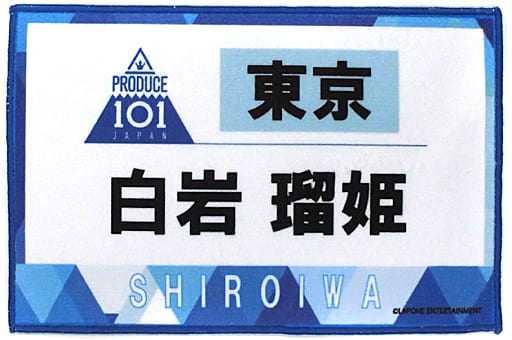 PRODUCE
101
JAPAN
東京
白岩 瑠姫
SHIROIWA
©LAPONE ENTERTAINMENT